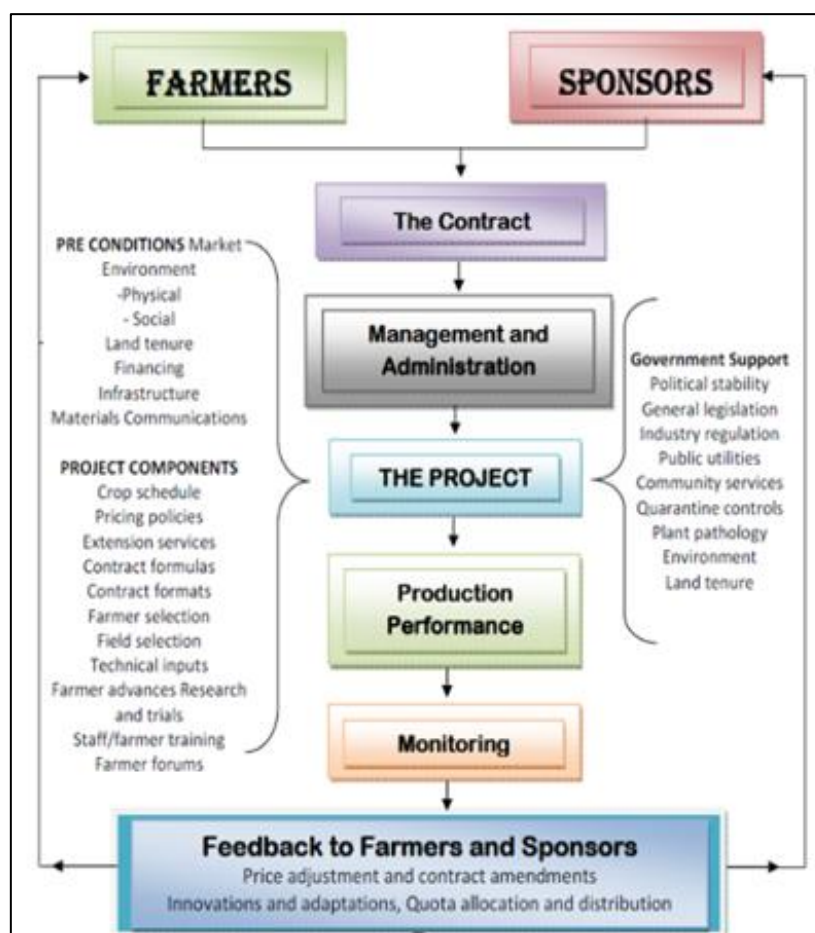 FARMERS
SPONSORS
The Contract
PRE CONDITIONS Market
Environment
-Physical
- Social
Land tenure
Financing
Infrastructure
Materials Communications
PROJECT COMPONENTS
Crop schedule
Pricing policies
Extension services
Contract formulas
Contract formats
Farmer selection
Field selection
Technical inputs
Farmer advances Research
and trials
Staff/farmer training
Farmer forums
Management and
Administration
THE PROJECT
Production
Performance
Monitoring
Government Support
Political stability
General legislation
Industry regulation
Public utilities
Community services
Quarantine controls
Plant pathology
Environment
Land tenure
Feedback to Farmers and Sponsors
Price adjustment and contract amendments
Innovations and adaptations, Quota allocation and distribution